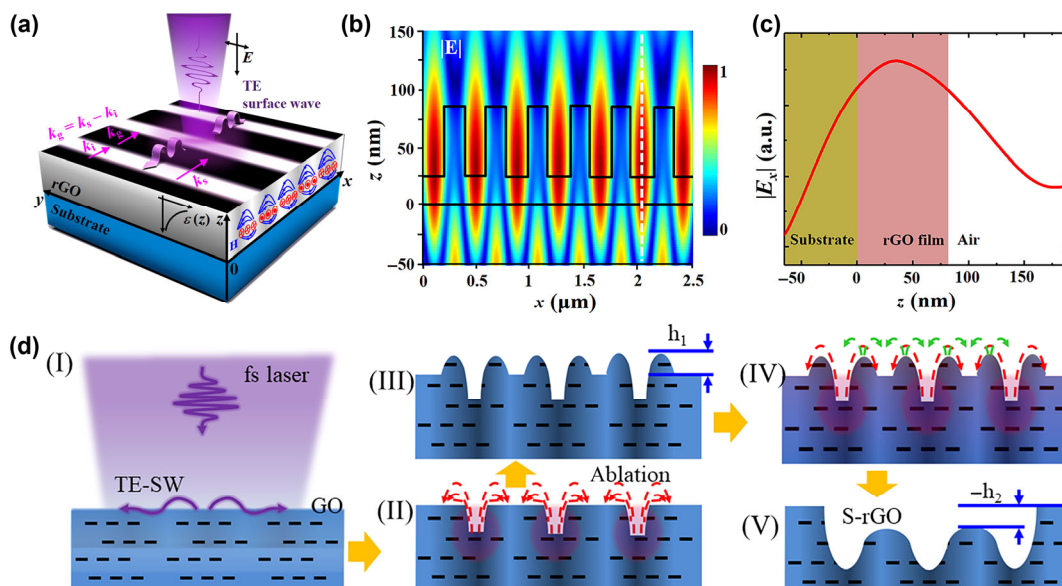 (a)
E
TE
surface wave
k_g = k_s − k_i
k_i
k_g
k_s
rGO
Substrate
y
z
ε (z)
H
x
0
(b)
|E|
150
100
50
0
−50
z (nm)
0
0.5
1
1.5
2
2.5
x (μm)
1
0
(c)
|E_x| (a.u.)
Substrate
rGO film
Air
−50
0
50
100
150
z (nm)
(d)
(I)
fs laser
TE-SW
GO
(II)
Ablation
(III)
h₁
(IV)
(V)
S-rGO
−h₂